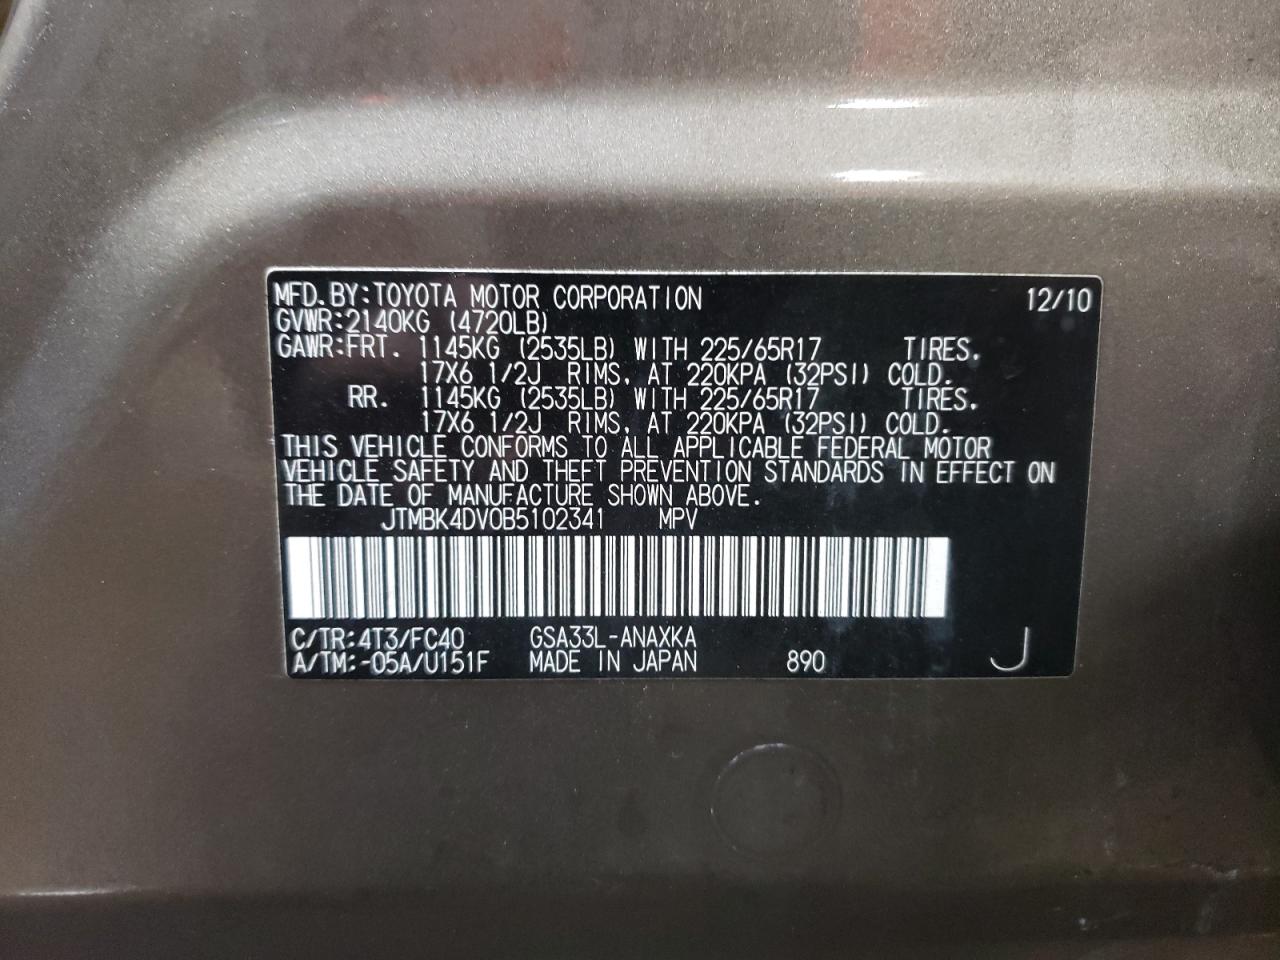 MFD. BY: TOYOTA MOTOR CORPORATION 12/10
GVWR: 2140KG (4720LB)
GAWR: FRT. 1145KG (2535LB) WITH 225/65R17 TIRES.
17X6 1/2J RIMS, AT 220KPA (32PSI) COLD.
RR. 1145KG (2535LB) WITH 225/65R17 TIRES.
17X6 1/2J RIMS, AT 220KPA (32PSI) COLD.
THIS VEHICLE CONFORMS TO ALL APPLICABLE FEDERAL MOTOR
VEHICLE SAFETY AND THEFT PREVENTION STANDARDS IN EFFECT ON
THE DATE OF MANUFACTURE SHOWN ABOVE.
JTMBK4DV0B5102341 MPV
C/TR: 4T3/FC40 GSA33L-ANAXKA
A/TM: -05A/U151F MADE IN JAPAN 890 J